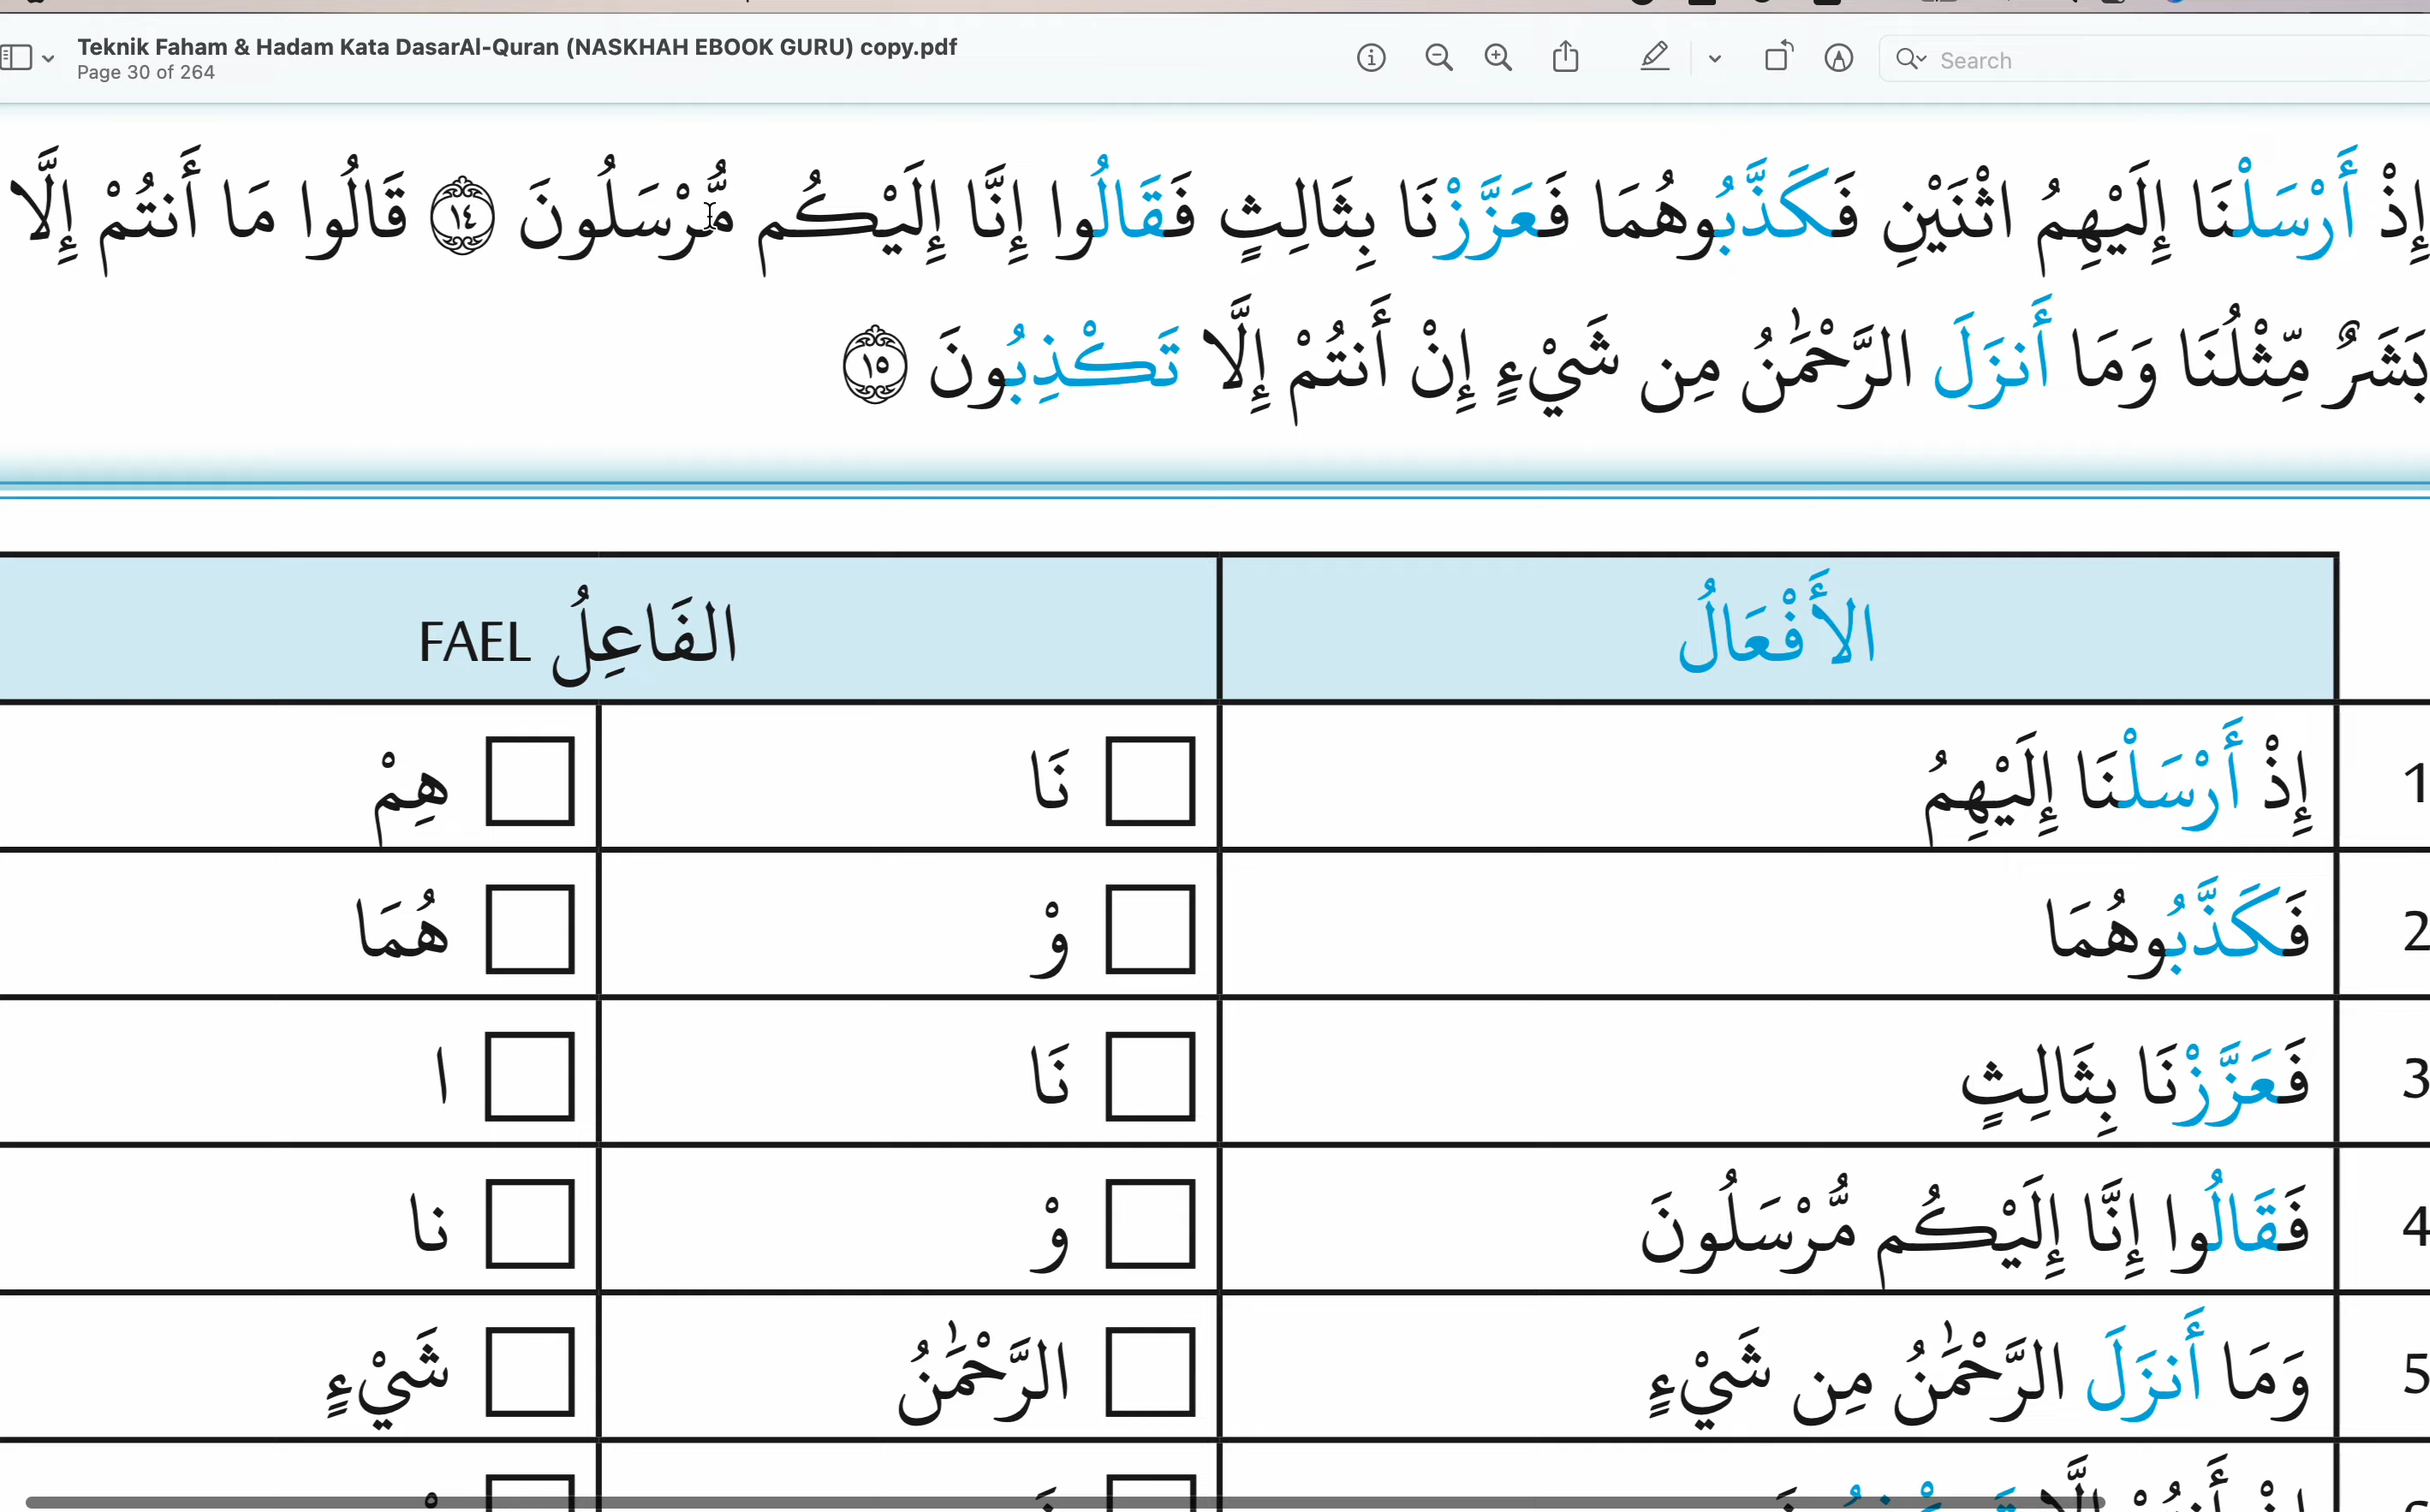 Teknik Faham & Hadam Kata DasarAl-Quran (NASKHAH EBOOK GURU) copy.pdf
Page 30 of 264
Search
إِذْ أَرْسَلْنَا إِلَيْهِمُ اثْنَيْنِ فَكَذَّبُوهُمَا فَعَزَّزْنَا بِثَالِثٍ فَقَالُوا إِنَّا إِلَيْكُم مُّرْسَلُونَ ١٤ قَالُوا مَا أَنتُمْ إِلَّا
بَشَرٌ مِّثْلُنَا وَمَا أَنزَلَ الرَّحْمَٰنُ مِن شَيْءٍ إِنْ أَنتُمْ إِلَّا تَكْذِبُونَ ١٥
الأَفْعَالُ الفَاعِلُ FAEL
1 إِذْ أَرْسَلْنَا إِلَيْهِمُ نَا هِمْ
2 فَكَذَّبُوهُمَا وْ هُمَا
3 فَعَزَّزْنَا بِثَالِثٍ نَا ا
4 فَقَالُوا إِنَّا إِلَيْكُم مُّرْسَلُونَ وْ نا
5 وَمَا أَنزَلَ الرَّحْمَٰنُ مِن شَيْءٍ الرَّحْمَٰنُ شَيْءٍ